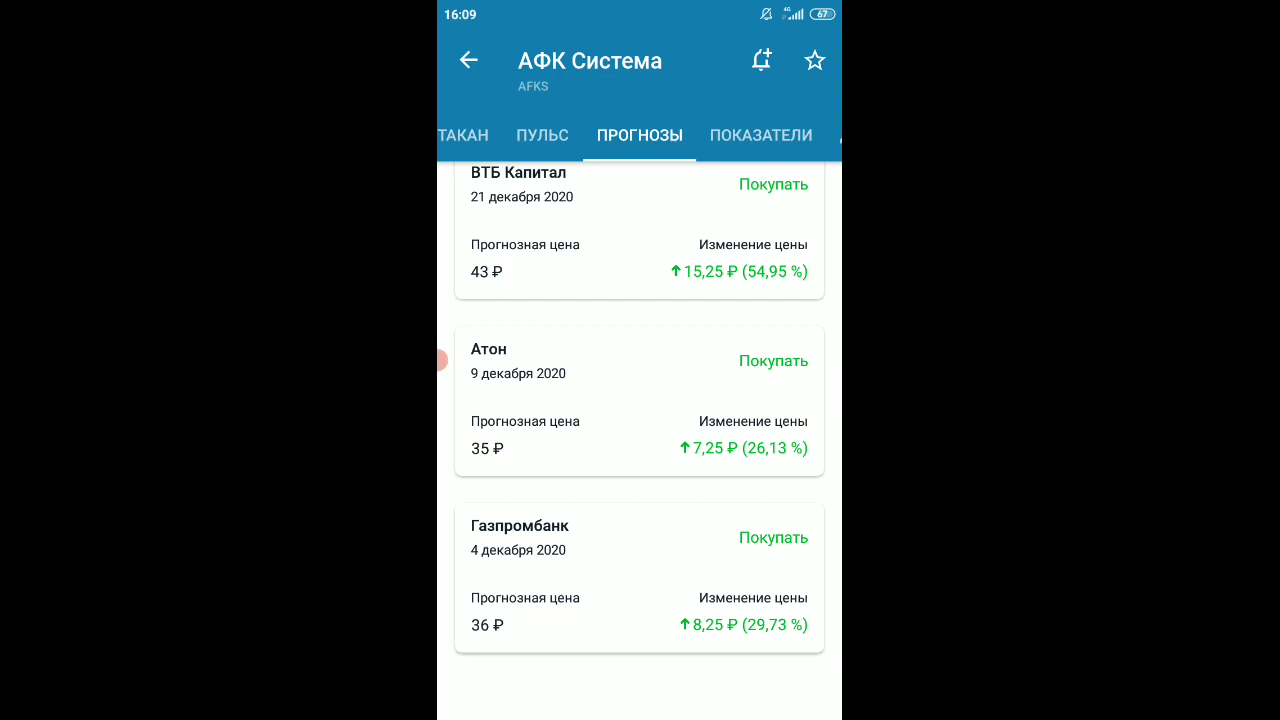 16:09
4G
67
АФК Система
AFKS
ТАКАН ПУЛЬС ПРОГНОЗЫ ПОКАЗАТЕЛИ
ВТБ Капитал
Покупать
21 декабря 2020
Прогнозная цена Изменение цены
43 ₽ 15,25 ₽ (54,95 %)
Атон
Покупать
9 декабря 2020
Прогнозная цена Изменение цены
35 ₽ 7,25 ₽ (26,13 %)
Газпромбанк
Покупать
4 декабря 2020
Прогнозная цена Изменение цены
36 ₽ 8,25 ₽ (29,73 %)